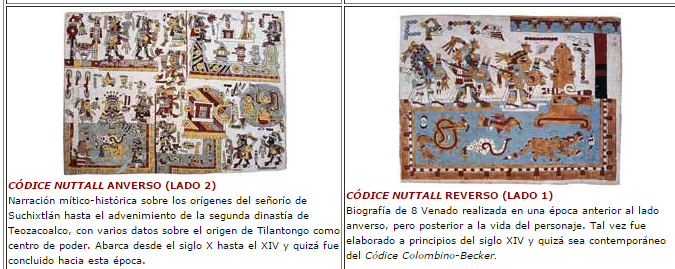 CÓDICE NUTTALL ANVERSO (LADO 2)
Narración mítico-histórica sobre los orígenes del señorío de
Suchixtlán hasta el advenimiento de la segunda dinastía de
Teozacoalco, con varios datos sobre el origen de Tilantongo como
centro de poder. Abarca desde el siglo X hasta el XIV y quizá fue
concluido hacia esta época.
CÓDICE NUTTALL REVERSO (LADO 1)
Biografía de 8 Venado realizada en una época anterior al lado
anverso, pero posterior a la vida del personaje. Tal vez fue
elaborado a principios del siglo XIV y quizá sea contemporáneo
del Códice Colombino-Becker.